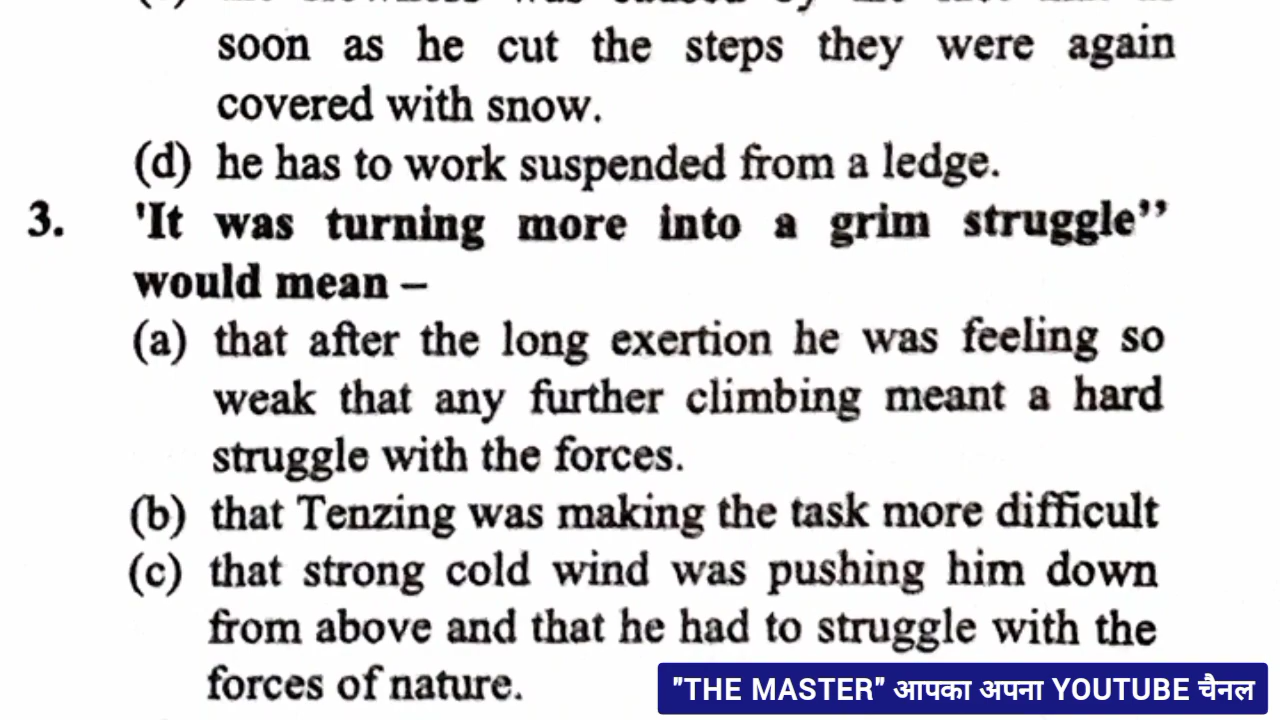 soon as he cut the steps they were again
covered with snow.
(d) he has to work suspended from a ledge.
3. 'It was turning more into a grim struggle”
would mean –
(a) that after the long exertion he was feeling so
weak that any further climbing meant a hard
struggle with the forces.
(b) that Tenzing was making the task more difficult
(c) that strong cold wind was pushing him down
from above and that he had to struggle with the
forces of nature.
"THE MASTER" आपका अपना YOUTUBE चैनल